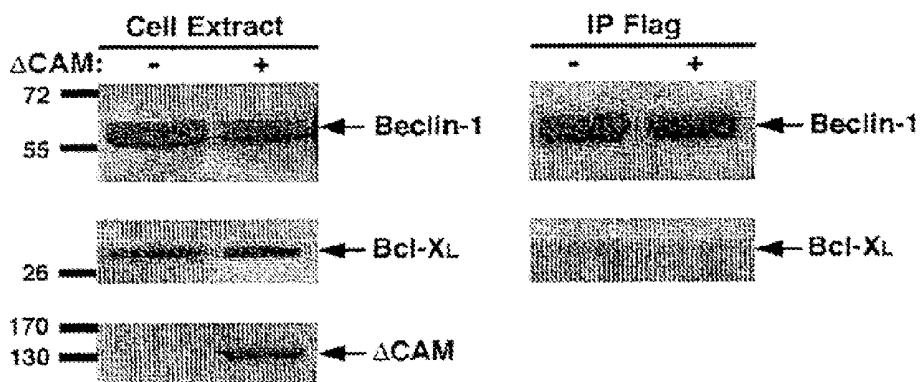 Cell Extract
IP Flag
ΔCAM: - +
- +
72
Beclin-1
Beclin-1
55
Bcl-XL
Bcl-XL
26
170
130
ΔCAM